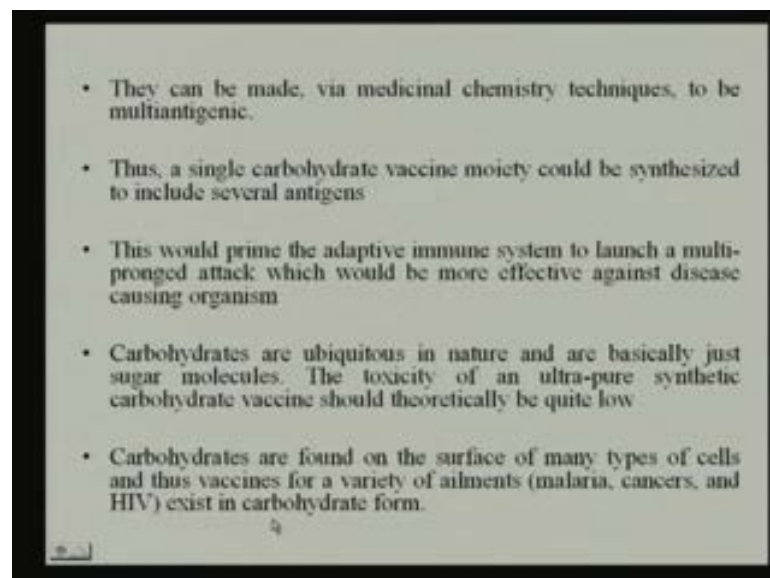 • They can be made, via medicinal chemistry techniques, to be
multiantigenic.
• Thus, a single carbohydrate vaccine moiety could be synthesized
to include several antigens
• This would prime the adaptive immune system to launch a multi-
pronged attack which would be more effective against disease
causing organism
• Carbohydrates are ubiquitous in nature and are basically just
sugar molecules. The toxicity of an ultra-pure synthetic
carbohydrate vaccine should theoretically be quite low
• Carbohydrates are found on the surface of many types of cells
and thus vaccines for a variety of ailments (malaria, cancers, and
HIV) exist in carbohydrate form.